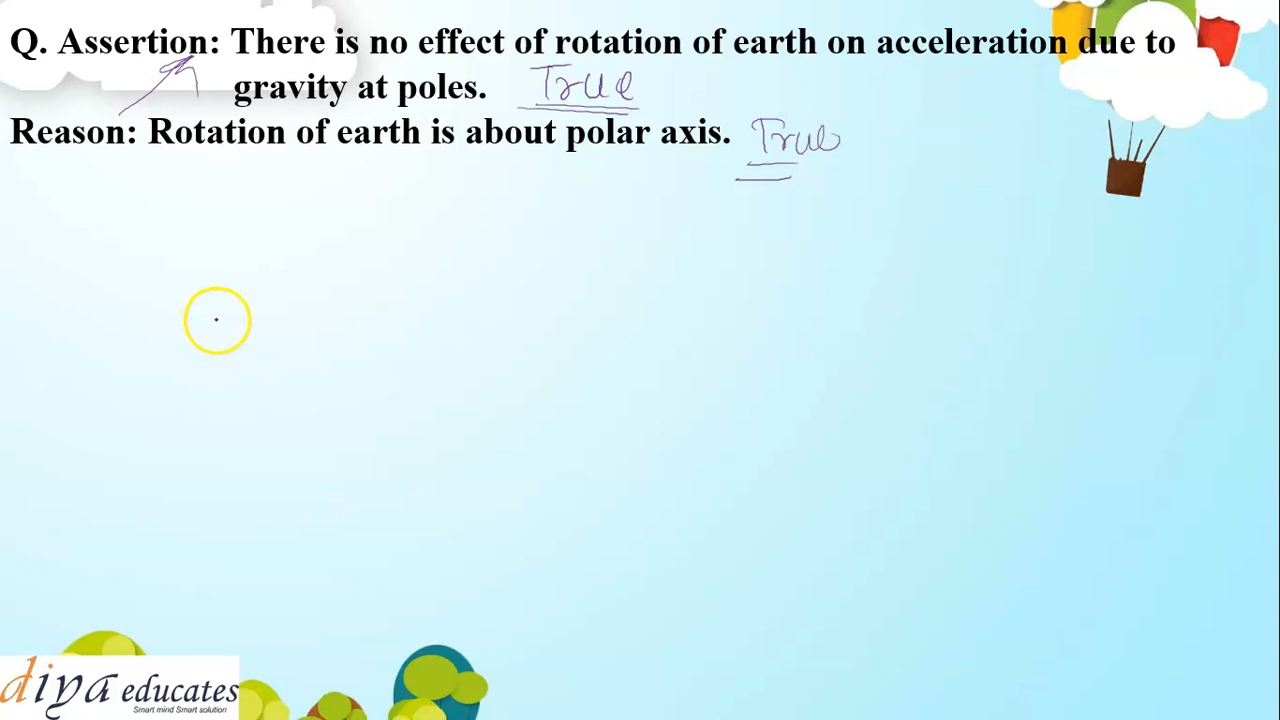 Q. Assertion: There is no effect of rotation of earth on acceleration due to
gravity at poles. True
Reason: Rotation of earth is about polar axis. True
diya educates
Smart mind Smart solution